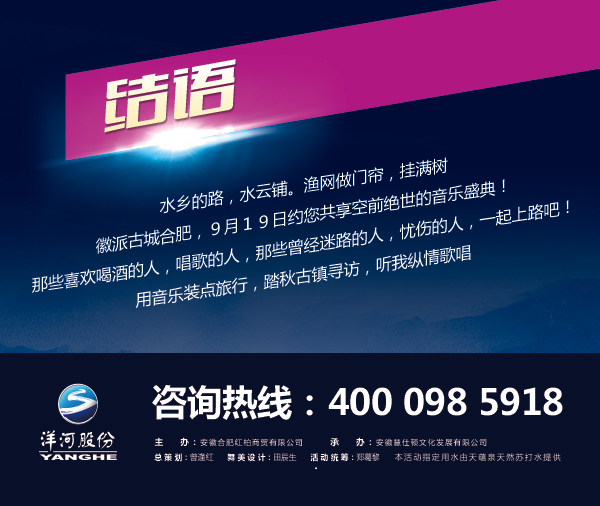 结语
水乡的路，水云铺。渔网做门帘，挂满树
徽派古城合肥，９月１９日约您共享空前绝世的音乐盛典！
那些喜欢喝酒的人，唱歌的人，那些曾经迷路的人，忧伤的人，一起上路吧！
用音乐装点旅行，踏秋古镇寻访，听我纵情歌唱
咨询热线：400 098 5918
洋河股份
YANGHE
主　办：安徽合肥红柏商贸有限公司　承　办：安徽慧仕顿文化发展有限公司
总策划：曾逢红　舞美设计：田辰生　活动统筹：郑葛黎　本活动指定用水由天蕴泉天然苏打水提供